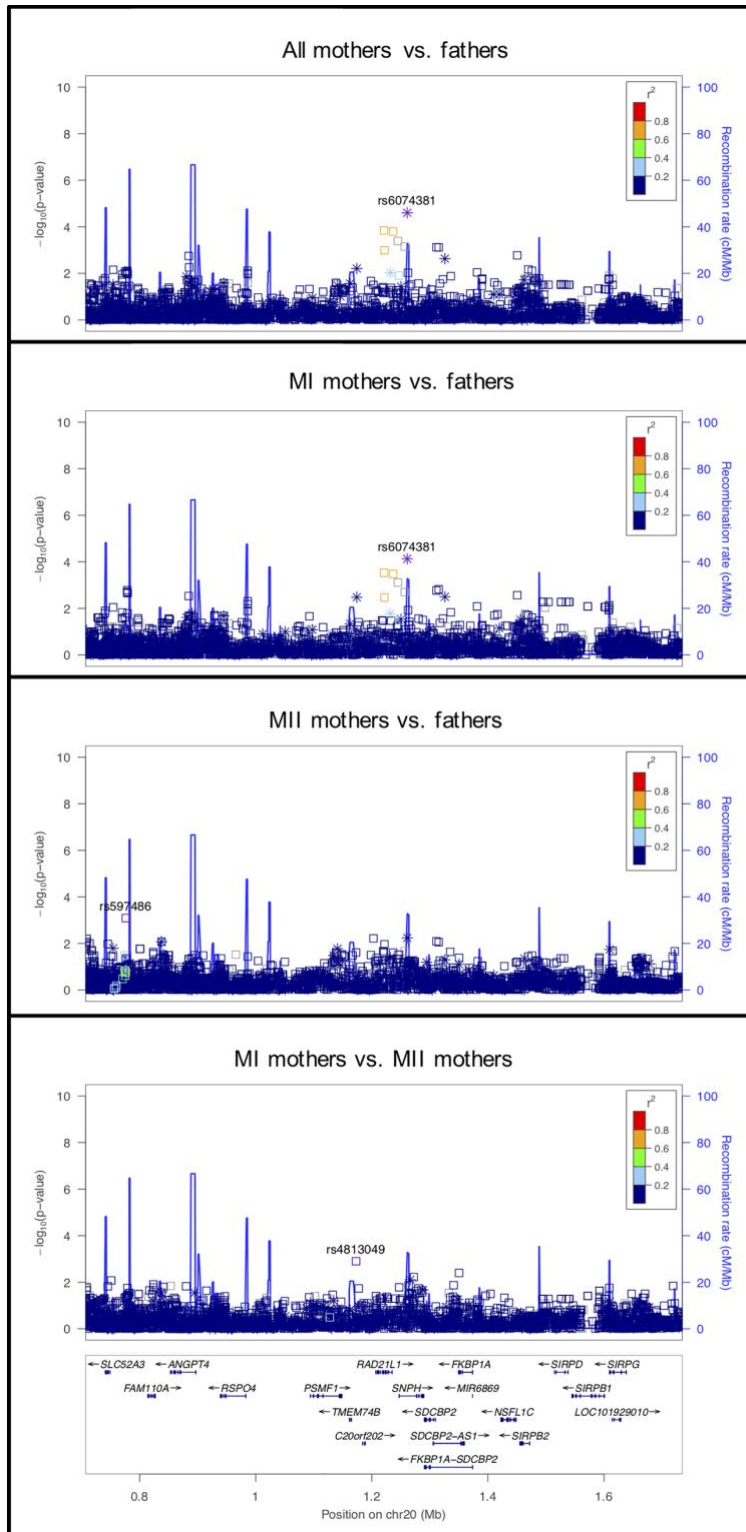 All mothers vs. fathers
10
8
6
4
2
0
−log10(p-value)
rs6074381
r2
0.8
0.6
0.4
0.2
100
80
60
40
20
0
Recombination rate (cM/Mb)
MI mothers vs. fathers
10
8
6
4
2
0
−log10(p-value)
rs6074381
r2
0.8
0.6
0.4
0.2
100
80
60
40
20
0
Recombination rate (cM/Mb)
MII mothers vs. fathers
10
8
6
4
2
0
−log10(p-value)
rs597486
r2
0.8
0.6
0.4
0.2
100
80
60
40
20
0
Recombination rate (cM/Mb)
MI mothers vs. MII mothers
10
8
6
4
2
0
−log10(p-value)
rs4813049
r2
0.8
0.6
0.4
0.2
100
80
60
40
20
0
Recombination rate (cM/Mb)
←SLC52A3 ←ANGPT4 RAD21L1→ ←FKBP1A ←SIRPD ←SIRPG
FAM110A→ ←RSPO4 PSMF1→ SNPH→ ←MIR6869 ←SIRPB1
←TMEM74B ←SDCBP2 ←NSFL1C LOC101929010→
C20orf202→ SDCBP2−AS1→ ←SIRPB2
←FKBP1A−SDCBP2
0.8 1 1.2 1.4 1.6
Position on chr20 (Mb)